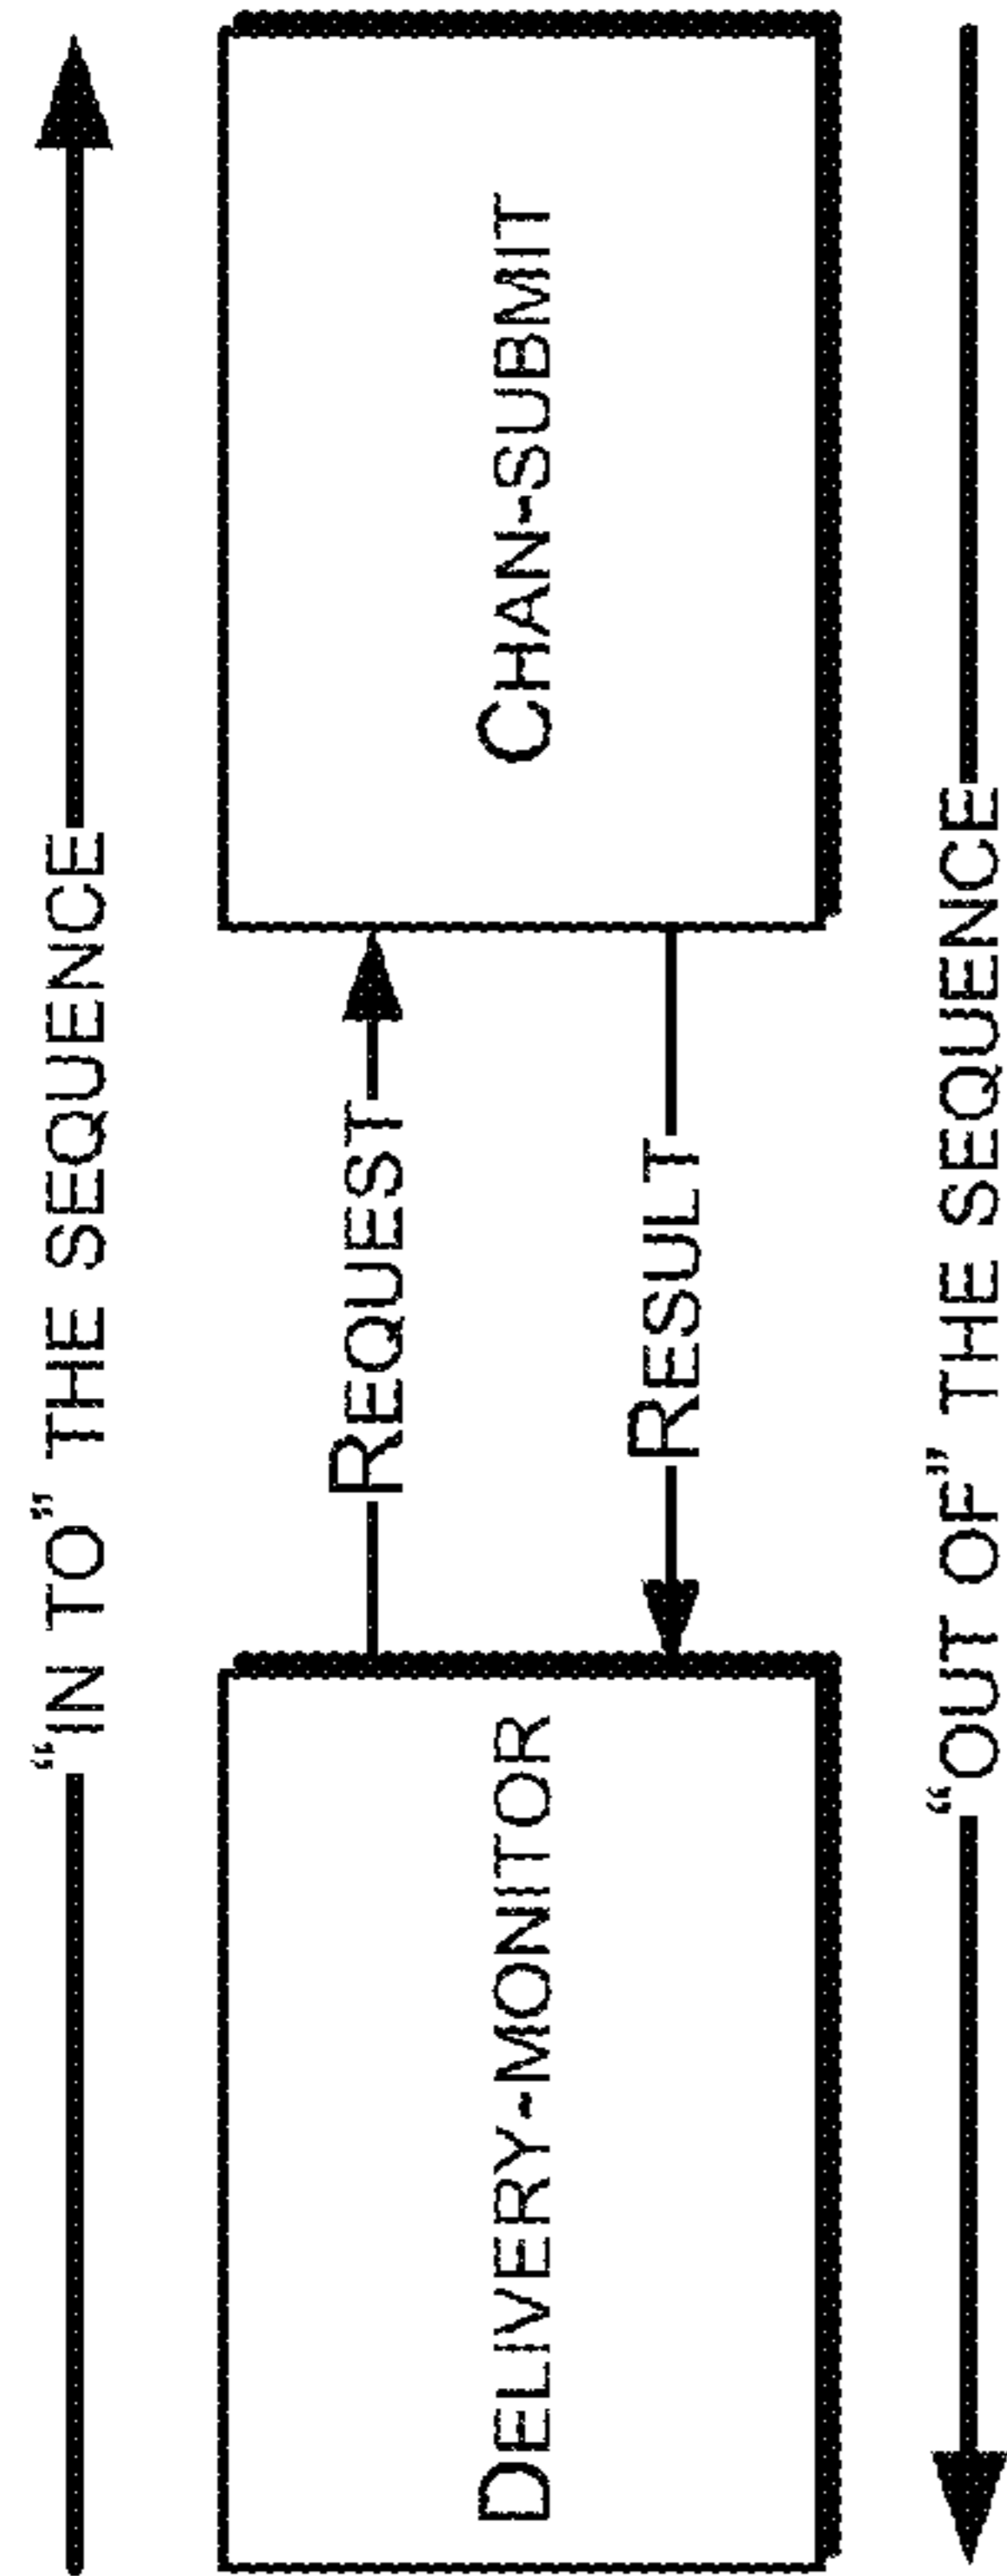 “IN TO” THE SEQUENCE
DELIVERY-MONITOR
REQUEST
RESULT
CHAN-SUBMIT
“OUT OF” THE SEQUENCE